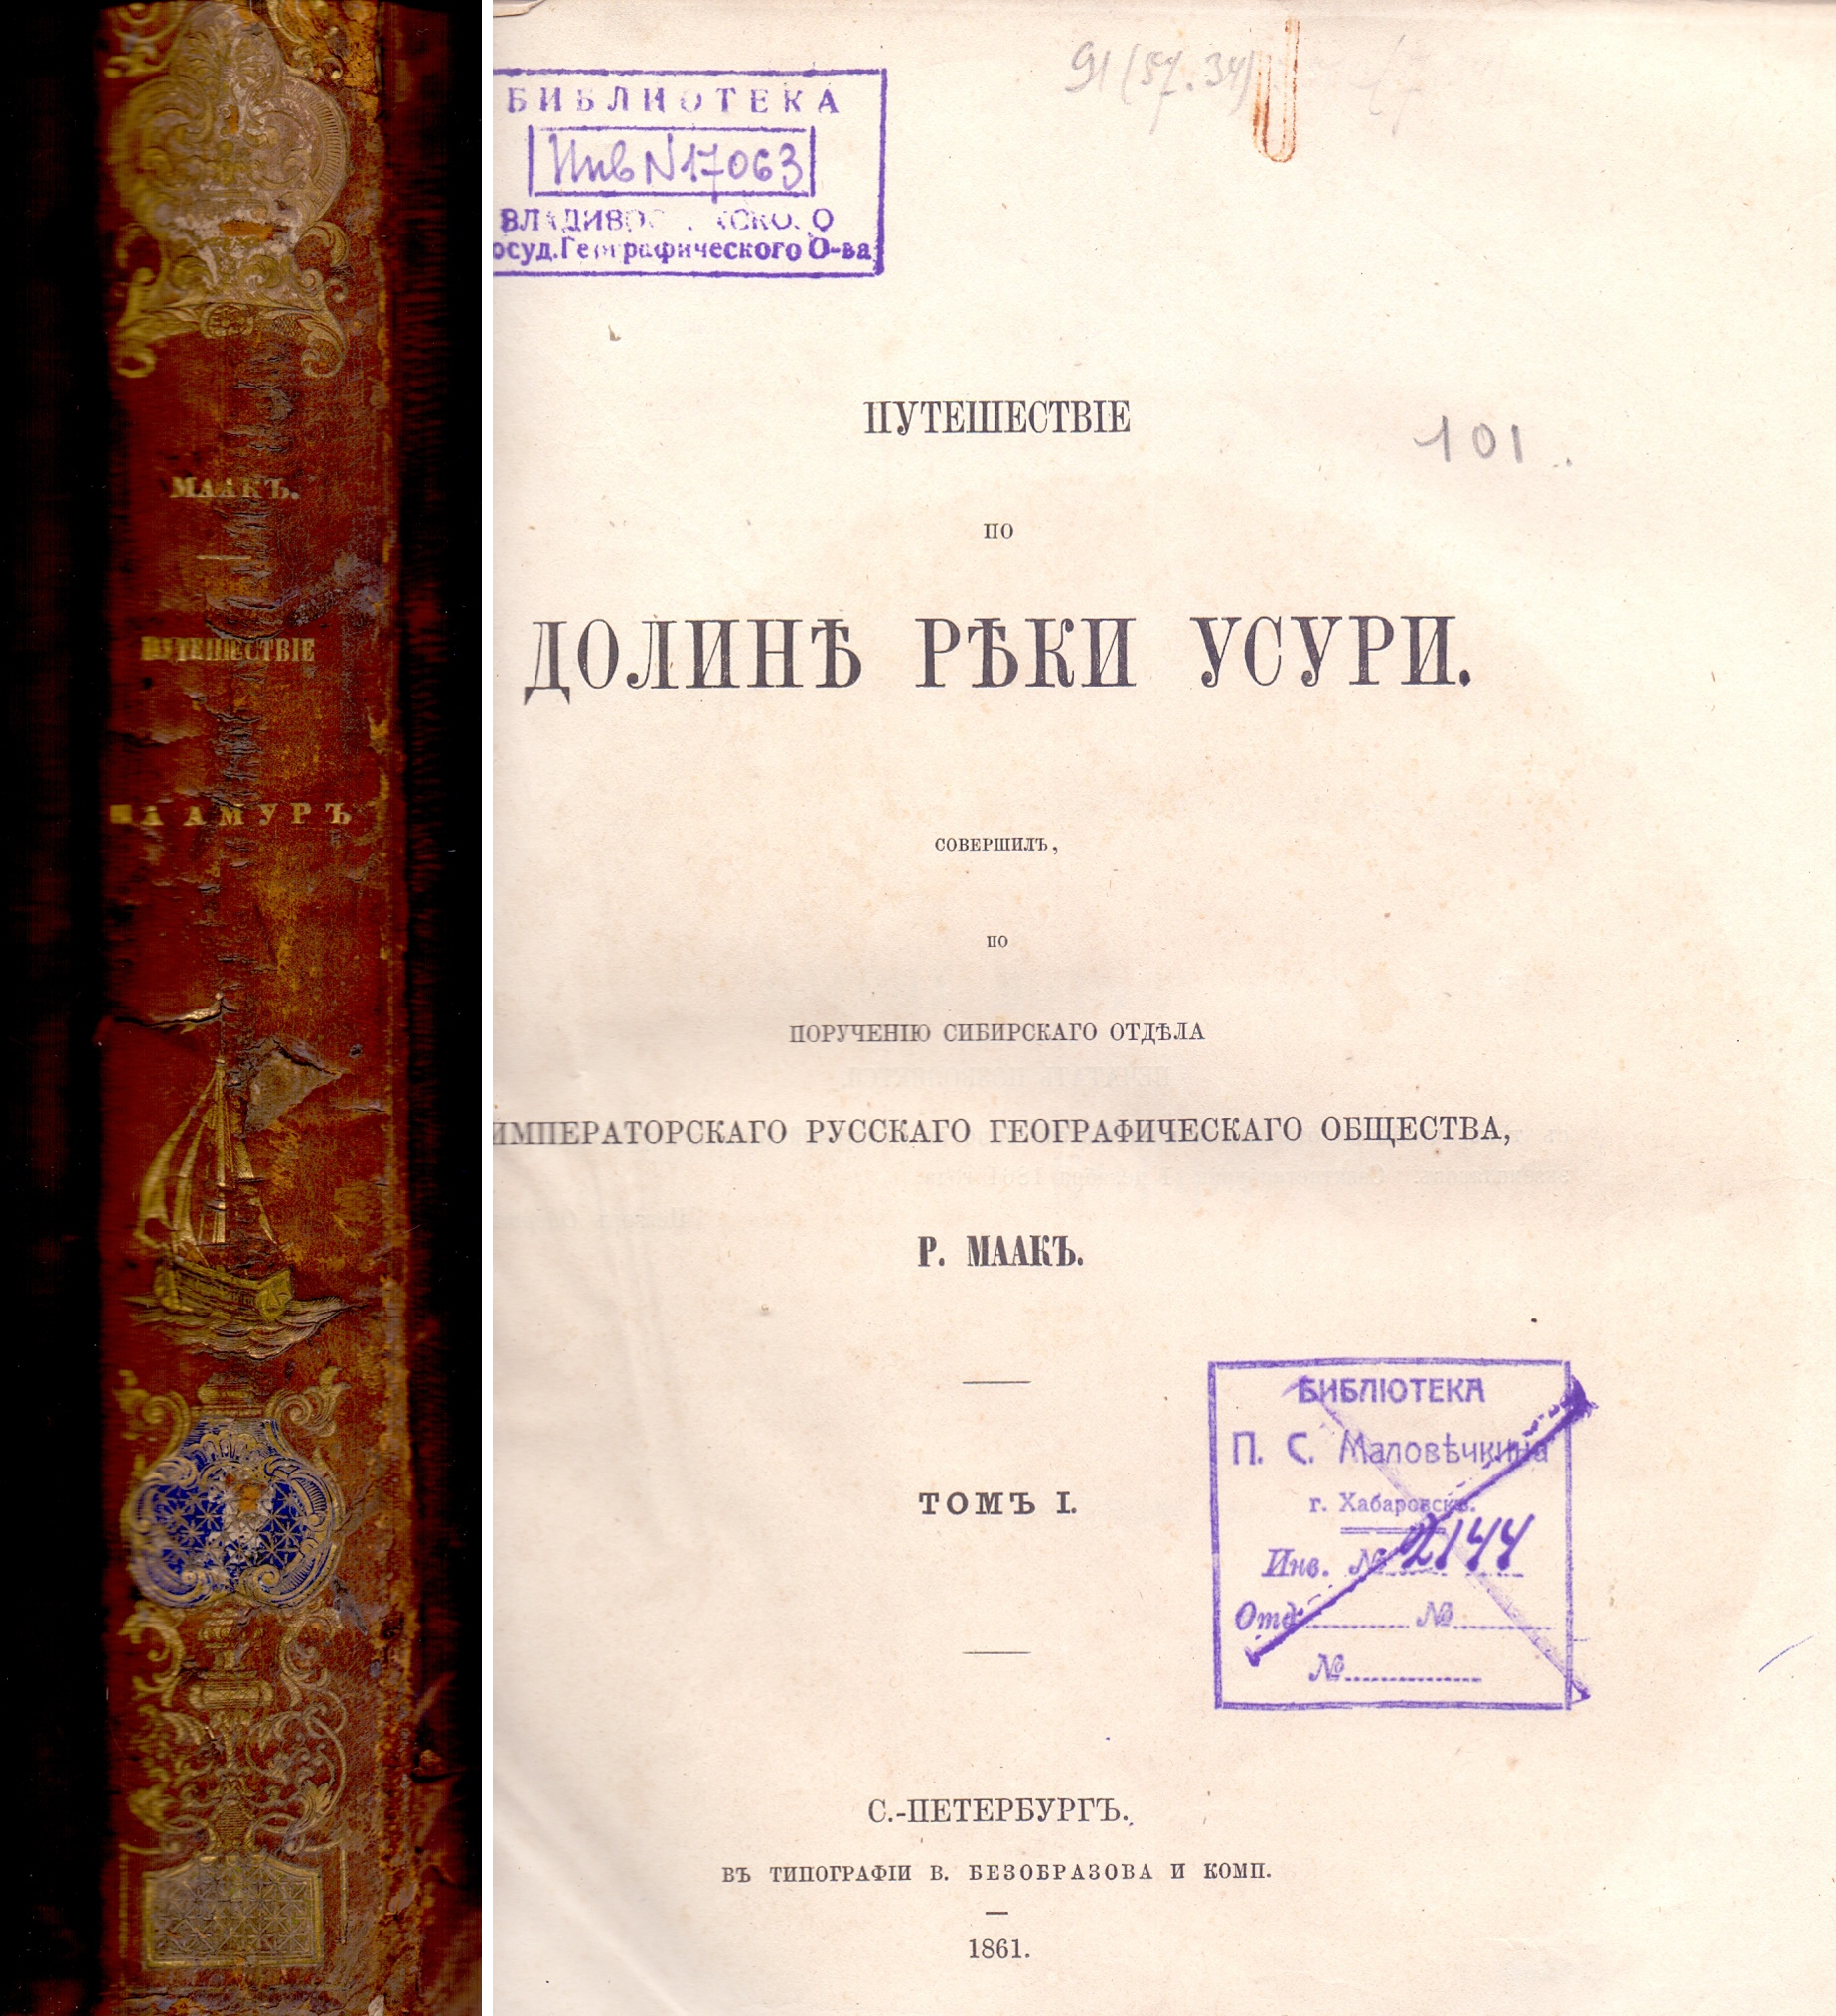 МААКЪ.
ПУТЕШЕСТВІЕ
НА АМУРЪ
91 (57.34)
БИБЛИОТЕКА
Инв N 17063
осуд.Географического О-ва
ПУТЕШЕСТВІЕ
101
ПО
ДОЛИНѢ РѢКИ УСУРИ.
СОВЕРШИЛЪ,
ПО
ПОРУЧЕНІЮ СИБИРСКАГО ОТДѢЛА
ИМПЕРАТОРСКАГО РУССКАГО ГЕОГРАФИЧЕСКАГО ОБЩЕСТВА,
Р. МААКЪ.
ТОМЪ I.
БИБЛІОТЕКА
П. С. Маловѣчкина
г. Хабаровскъ.
Инв. № 2144
Отд. №
№
С.-ПЕТЕРБУРГЪ.
ВЪ ТИПОГРАФІИ В. БЕЗОБРАЗОВА И КОМП.
1861.